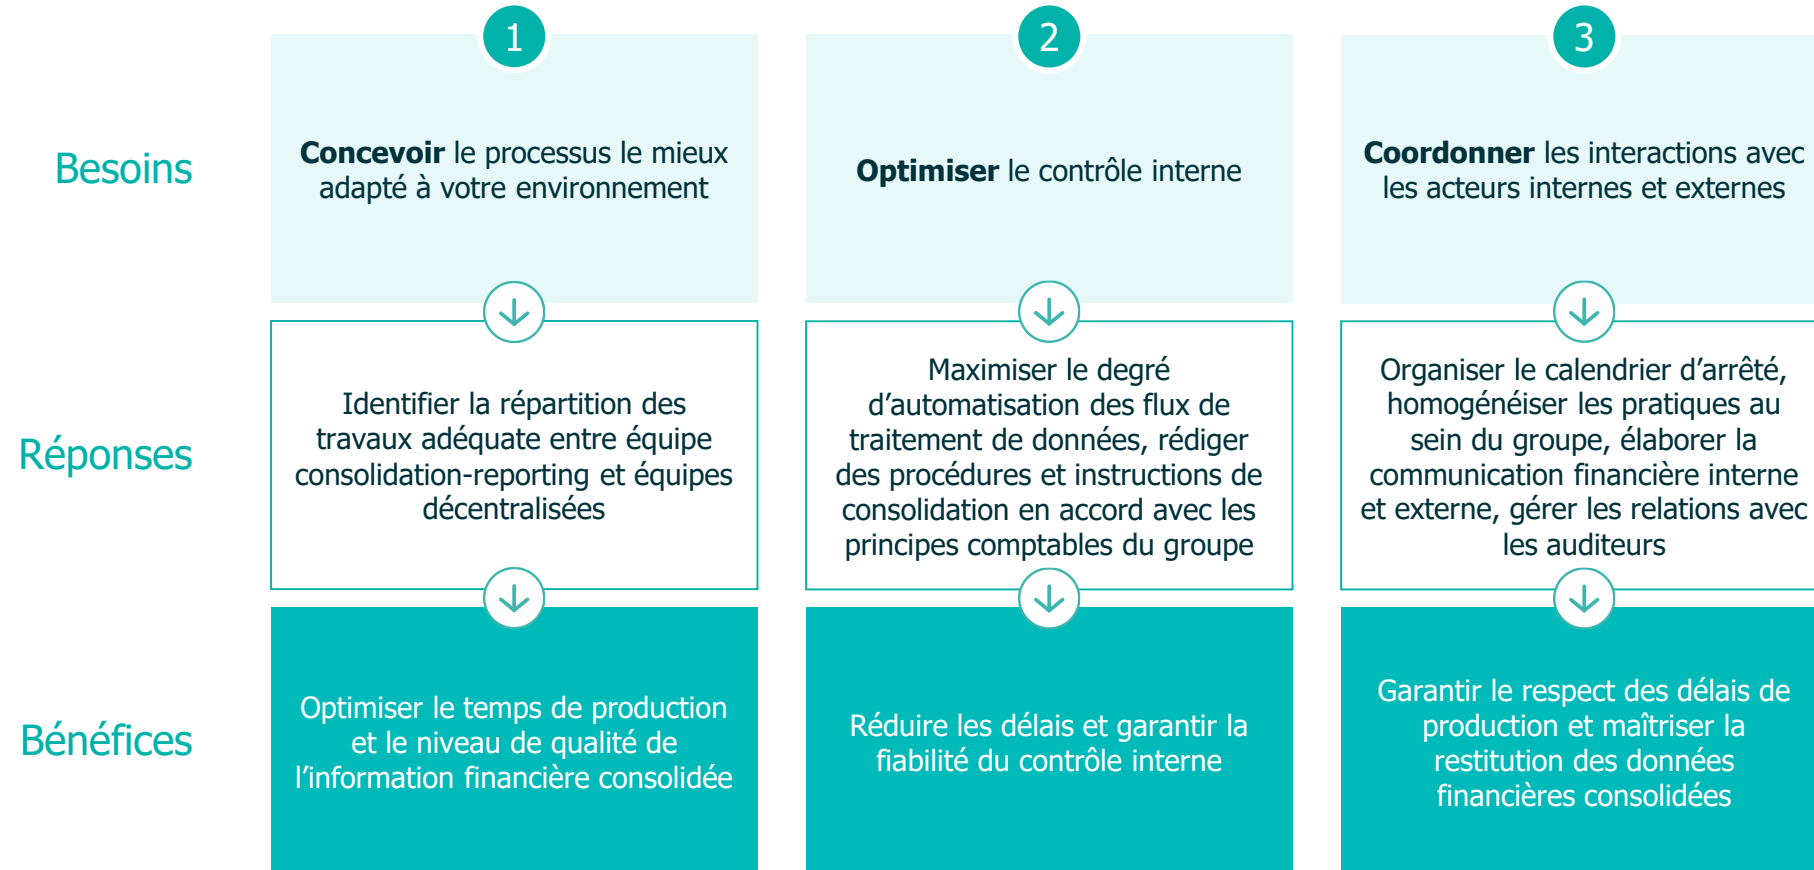 1
2
3
Besoins
Concevoir le processus le mieux
adapté à votre environnement
Optimiser le contrôle interne
Coordonner les interactions avec
les acteurs internes et externes
Réponses
Identifier la répartition des
travaux adéquate entre équipe
consolidation-reporting et équipes
décentralisées
Maximiser le degré
d’automatisation des flux de
traitement de données, rédiger
des procédures et instructions de
consolidation en accord avec les
principes comptables du groupe
Organiser le calendrier d’arrêté,
homogénéiser les pratiques au
sein du groupe, élaborer la
communication financière interne
et externe, gérer les relations avec
les auditeurs
Bénéfices
Optimiser le temps de production
et le niveau de qualité de
l’information financière consolidée
Réduire les délais et garantir la
fiabilité du contrôle interne
Garantir le respect des délais de
production et maîtriser la
restitution des données
financières consolidées